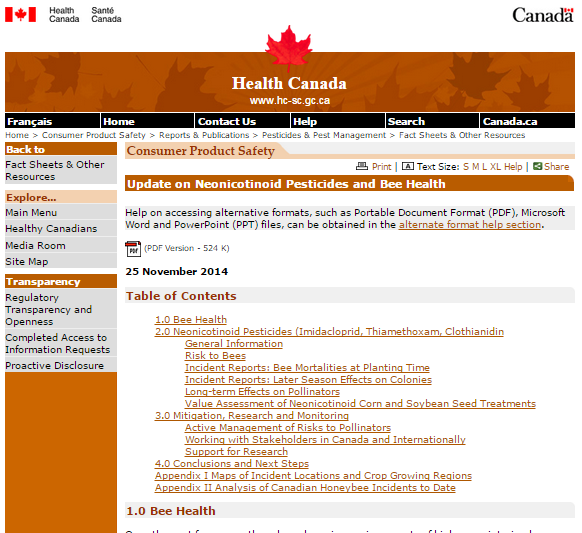 Health Canada
Santé Canada
Canada
Health Canada
www.hc-sc.gc.ca
Français Home Contact Us Help Search Canada.ca
Home > Consumer Product Safety > Reports & Publications > Pesticides & Pest Management > Fact Sheets & Other Resources
Back to
Fact Sheets & Other
Resources
Explore...
Main Menu
Healthy Canadians
Media Room
Site Map
Transparency
Regulatory
Transparency and
Openness
Completed Access to
Information Requests
Proactive Disclosure
Consumer Product Safety
Print | A Text Size: S M L XL Help | Share
Update on Neonicotinoid Pesticides and Bee Health
Help on accessing alternative formats, such as Portable Document Format (PDF), Microsoft
Word and PowerPoint (PPT) files, can be obtained in the alternate format help section.
PDF (PDF Version - 524 K)
25 November 2014
Table of Contents
1.0 Bee Health
2.0 Neonicotinoid Pesticides (Imidacloprid, Thiamethoxam, Clothianidin
General Information
Risk to Bees
Incident Reports: Bee Mortalities at Planting Time
Incident Reports: Later Season Effects on Colonies
Long-term Effects on Pollinators
Value Assessment of Neonicotinoid Corn and Soybean Seed Treatments
3.0 Mitigation, Research and Monitoring
Active Management of Risks to Pollinators
Working with Stakeholders in Canada and Internationally
Support for Research
4.0 Conclusions and Next Steps
Appendix I Maps of Incident Locations and Crop Growing Regions
Appendix II Analysis of Canadian Honeybee Incidents to Date
1.0 Bee Health